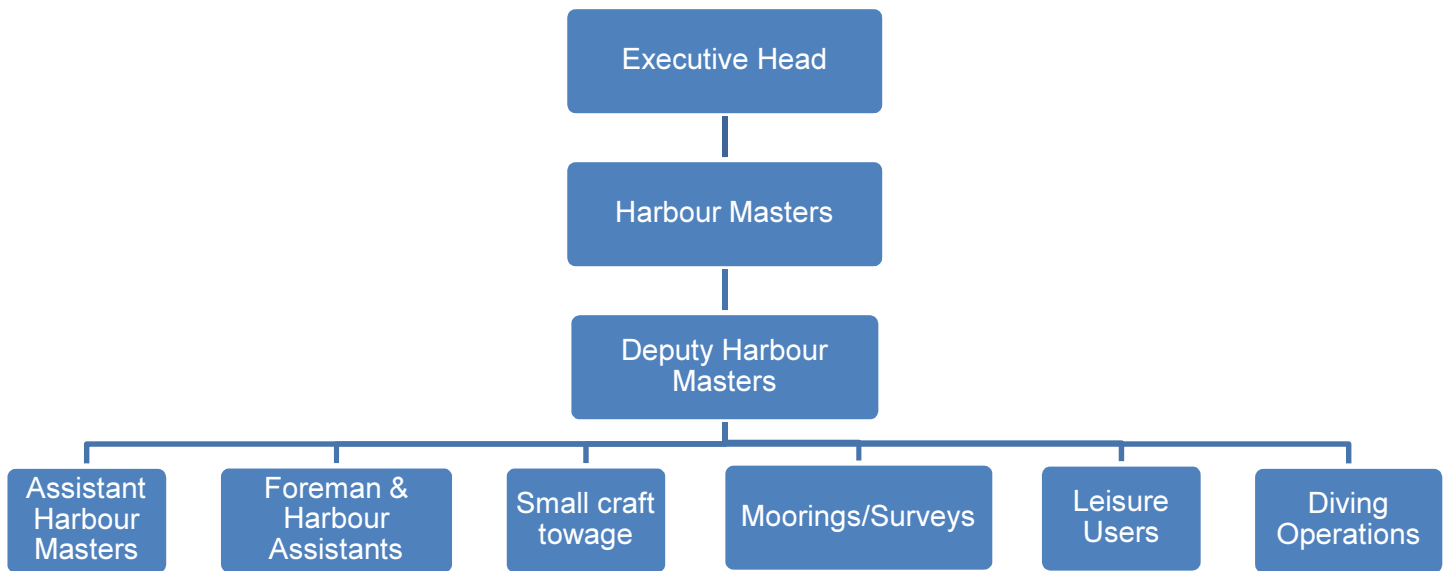 Executive Head
Harbour Masters
Deputy Harbour
Masters
Assistant
Harbour
Masters
Foreman &
Harbour
Assistants
Small craft
towage
Moorings/Surveys
Leisure
Users
Diving
Operations